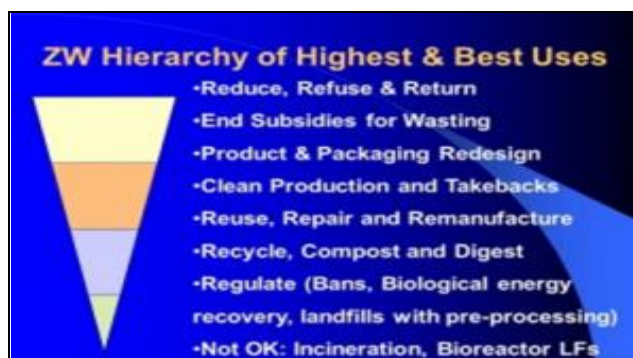 ZW Hierarchy of Highest & Best Uses
•Reduce, Refuse & Return
•End Subsidies for Wasting
•Product & Packaging Redesign
•Clean Production and Takebacks
•Reuse, Repair and Remanufacture
•Recycle, Compost and Digest
•Regulate (Bans, Biological energy
recovery, landfills with pre-processing)
•Not OK: Incineration, Bioreactor LFs